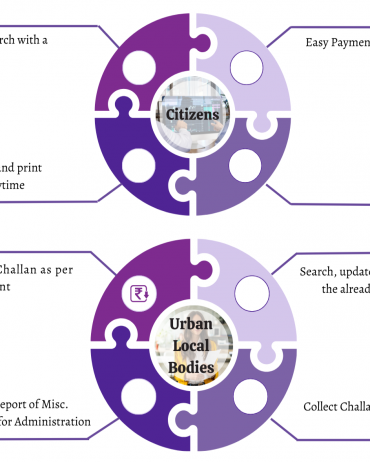 rch with a
Easy Paymen
Citizens
and print
ytime
Challan as per
nt
Search, update
the alread
Urban
Local
Bodies
eport of Misc.
for Administration
Collect Challa